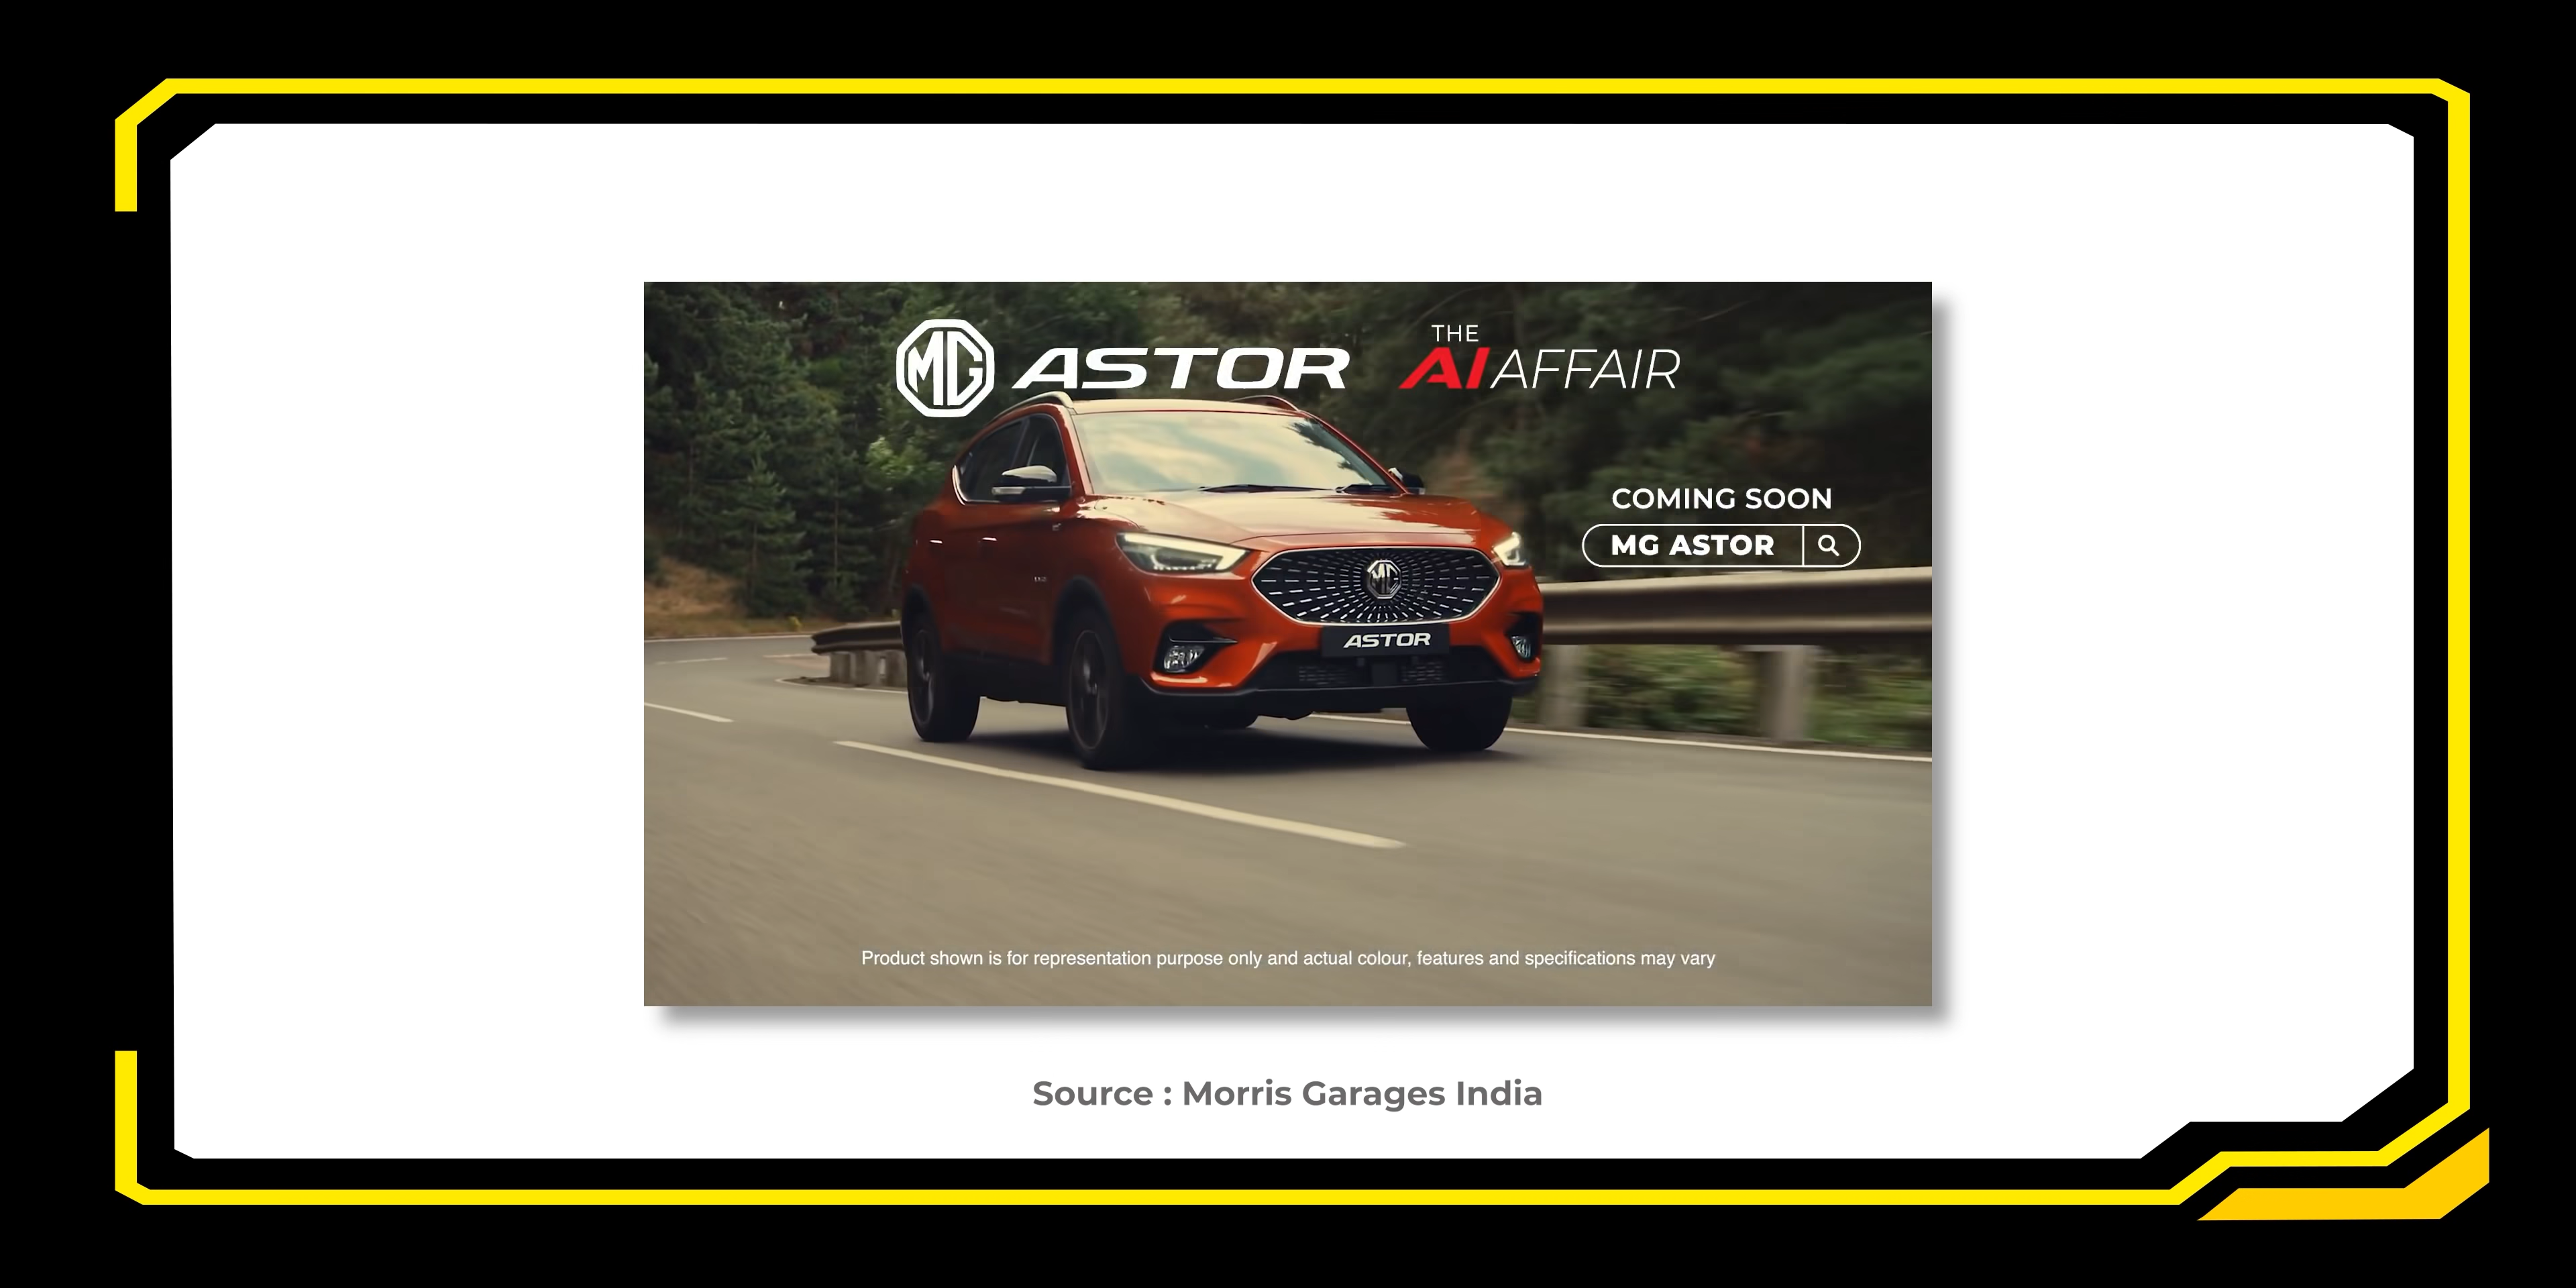 MG ASTOR
THE
AI AFFAIR
COMING SOON
MG ASTOR
MG
ASTOR
Product shown is for representation purpose only and actual colour, features and specifications may vary
Source : Morris Garages India